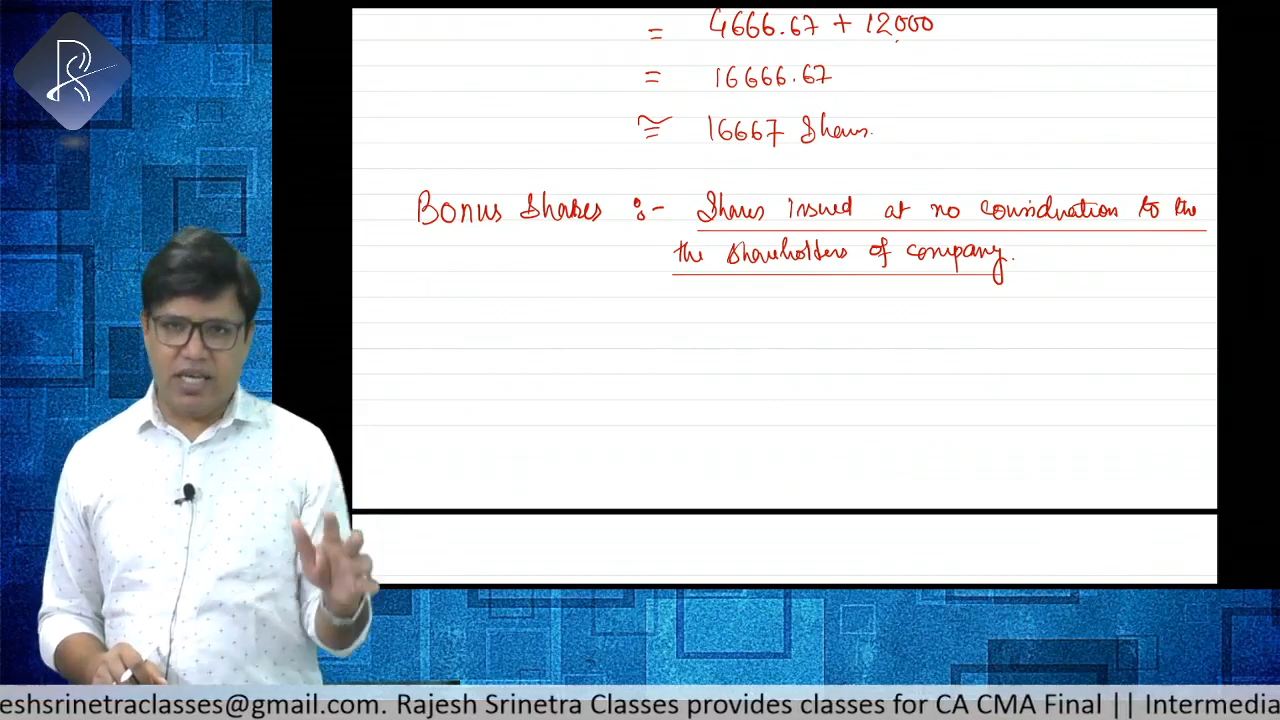 = 4666.67 + 12000
= 16666.67
≅ 16667 Shares.
Bonus Shares :- Shares issued at no consideration to the
the shareholders of company.
eshsrinetraclasses@gmail.com. Rajesh Srinetra Classes provides classes for CA CMA Final || Intermedia